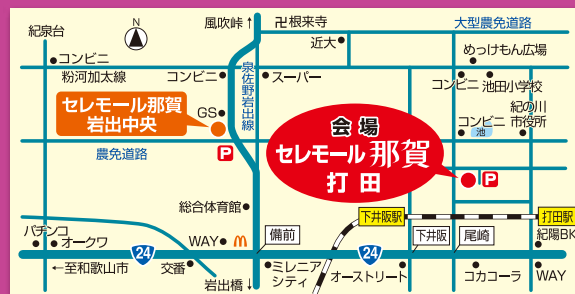 紀泉台
N
風吹峠↑
卍根来寺
大型農免道路
近大
めっけもん広場
コンビニ
粉河加太線
コンビニ
スーパー
コンビニ
池田小学校
泉佐野岩出線
セレモール那賀
岩出中央
GS
紀の川
市役所
コンビニ
池
会場
セレモール那賀
打田
農免道路
P
P
総合体育館
下井阪駅
打田駅
パチンコ
オークワ
WAY
m
備前
下井阪
尾崎
紀陽BK
24
24
←至和歌山市
交番
岩出橋↓
ミレニア
シティ
オーストリート
コカコーラ
WAY